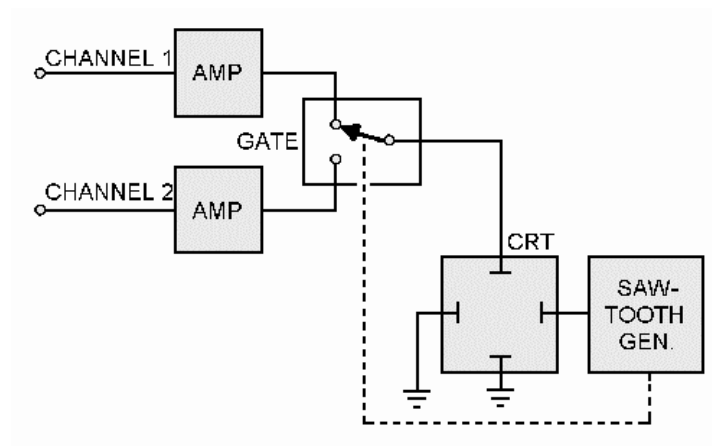 CHANNEL 1
AMP
GATE
CHANNEL 2
AMP
CRT
SAW-
TOOTH
GEN.